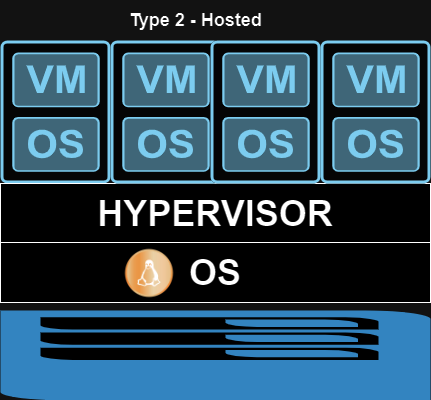 Type 2 - Hosted
VM VM VM VM
OS OS OS OS
HYPERVISOR
OS